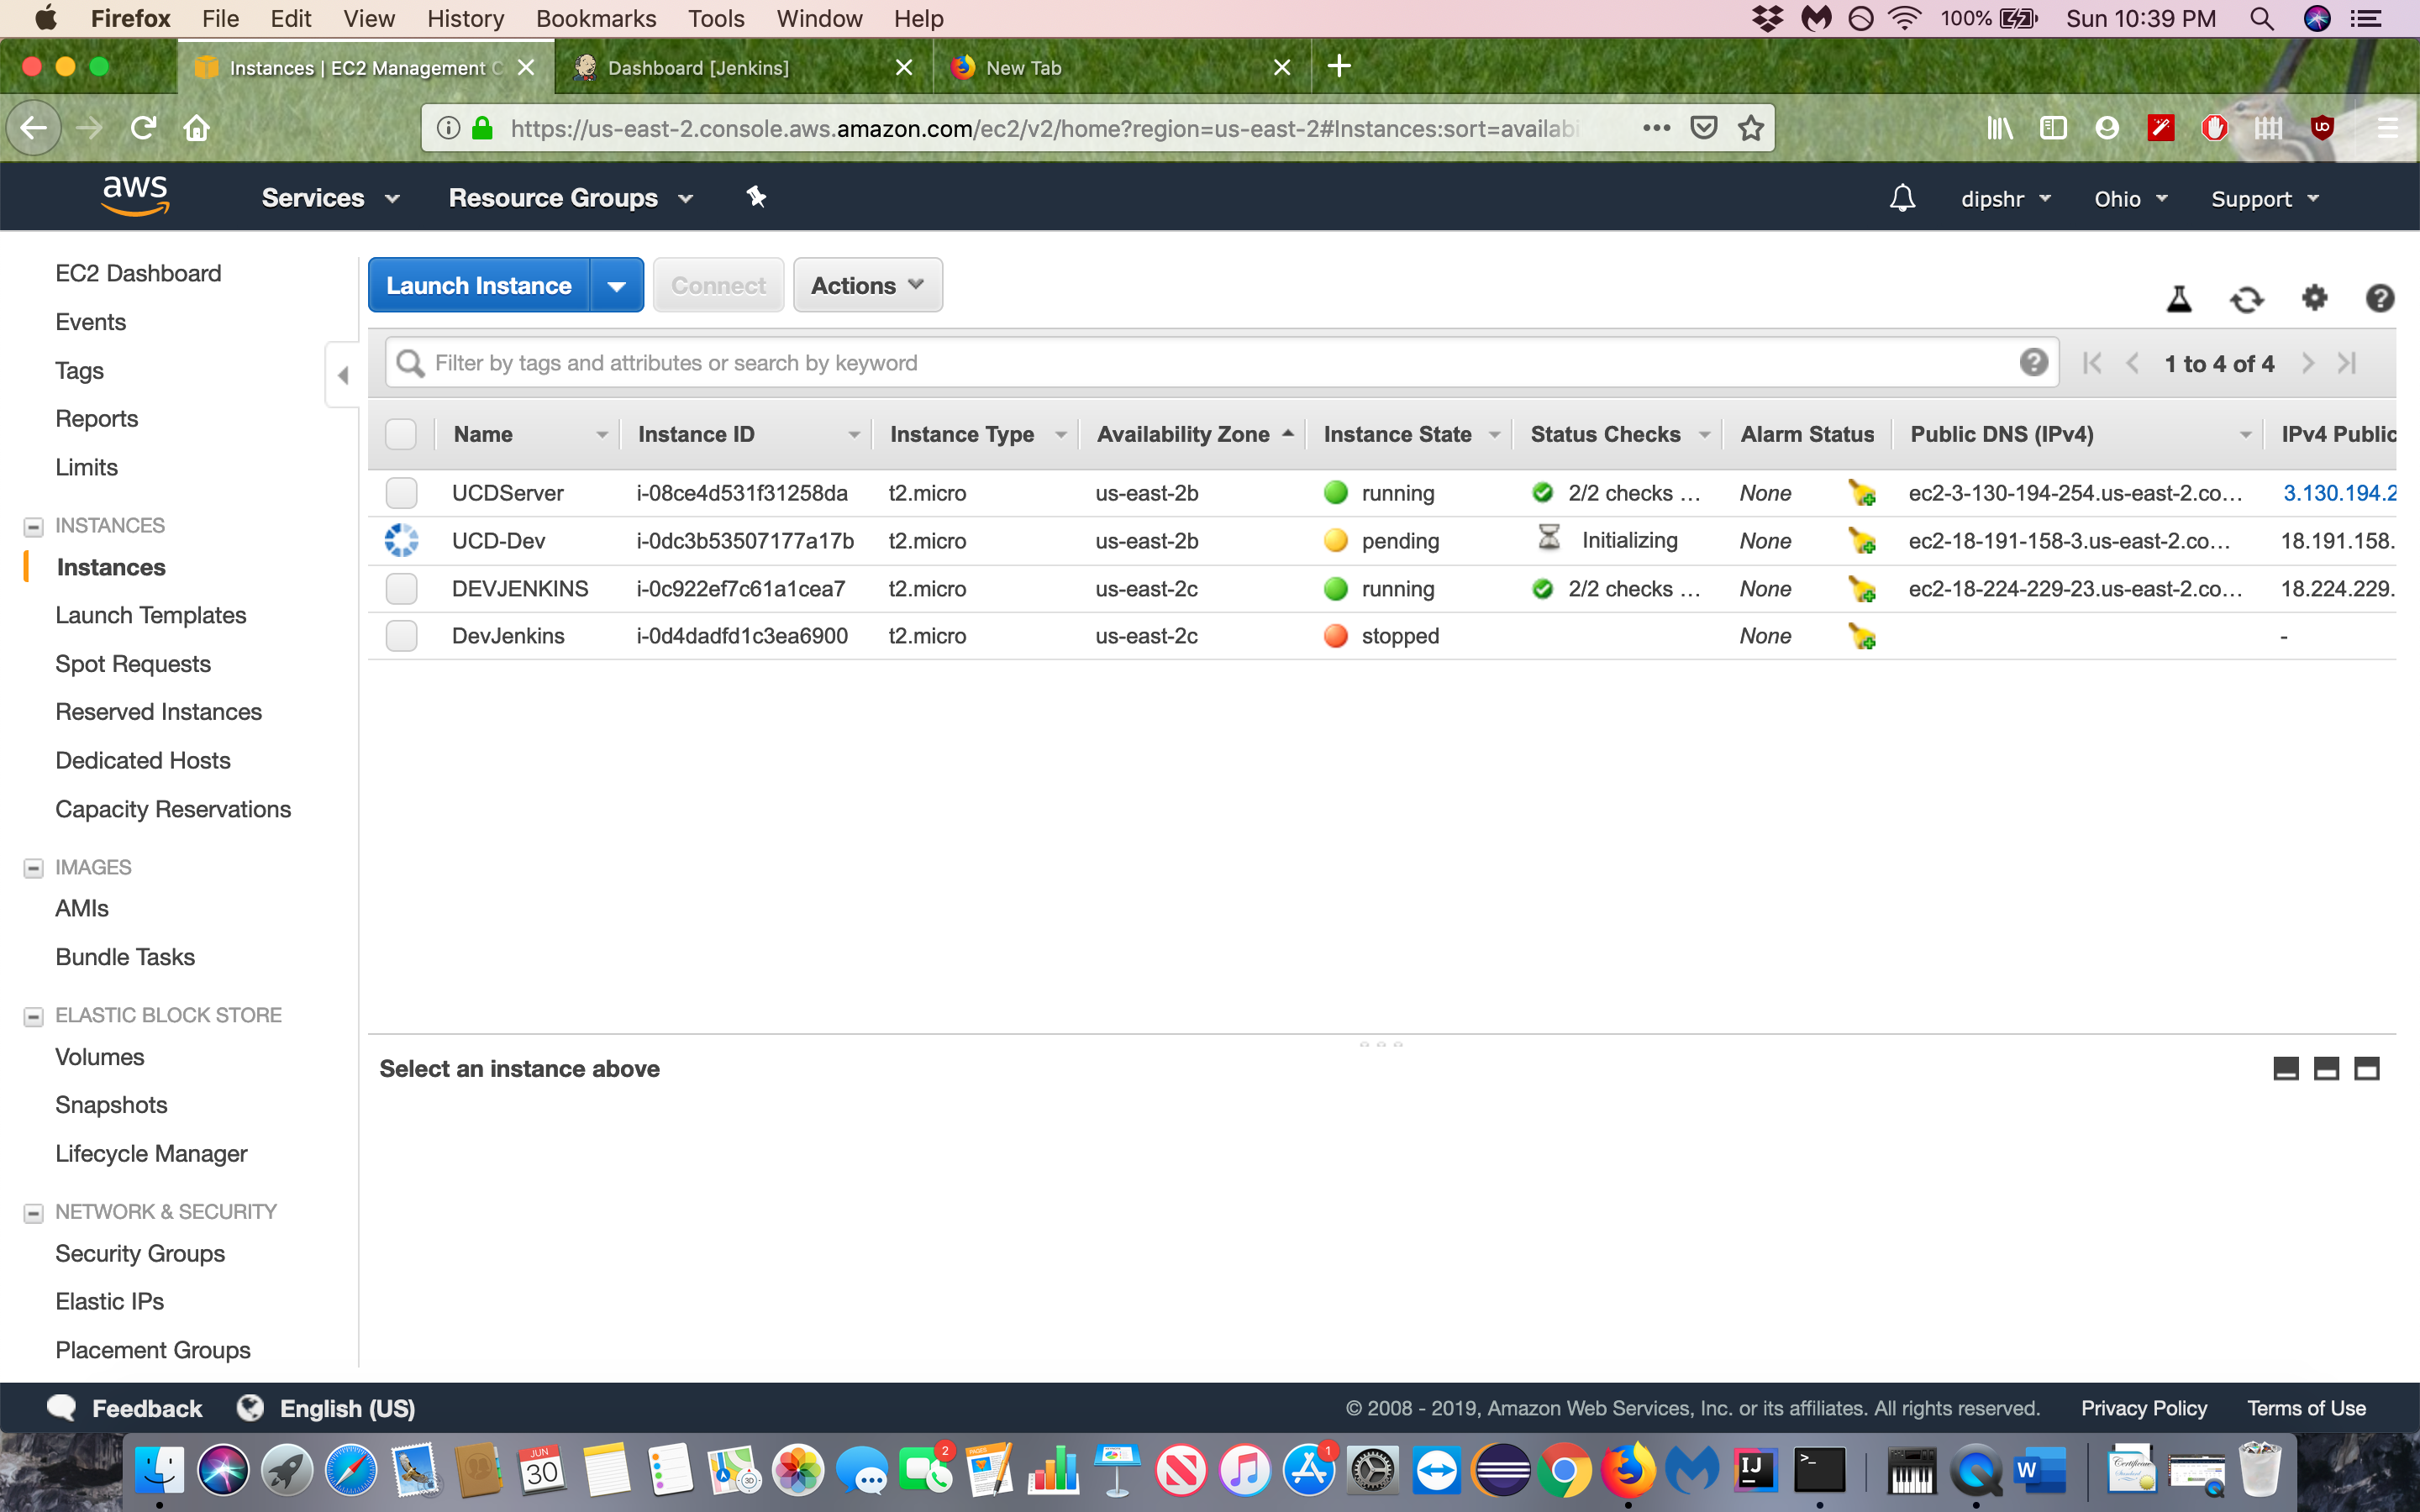 Firefox File Edit View History Bookmarks Tools Window Help 100% Sun 10:39 PM
Instances | EC2 Management C Dashboard [Jenkins] New Tab
https://us-east-2.console.aws.amazon.com/ec2/v2/home?region=us-east-2#Instances:sort=availabi
aws Services Resource Groups dipshr Ohio Support
EC2 Dashboard
Events
Tags
Reports
Limits
INSTANCES
Instances
Launch Templates
Spot Requests
Reserved Instances
Dedicated Hosts
Capacity Reservations
IMAGES
AMIs
Bundle Tasks
ELASTIC BLOCK STORE
Volumes
Snapshots
Lifecycle Manager
NETWORK & SECURITY
Security Groups
Elastic IPs
Placement Groups
Launch Instance Connect Actions
Filter by tags and attributes or search by keyword 1 to 4 of 4
Name Instance ID Instance Type Availability Zone Instance State Status Checks Alarm Status Public DNS (IPv4) IPv4 Public
UCDServer i-08ce4d531f31258da t2.micro us-east-2b running 2/2 checks ... None ec2-3-130-194-254.us-east-2.co... 3.130.194.2
UCD-Dev i-0dc3b53507177a17b t2.micro us-east-2b pending Initializing None ec2-18-191-158-3.us-east-2.co... 18.191.158.
DEVJENKINS i-0c922ef7c61a1cea7 t2.micro us-east-2c running 2/2 checks ... None ec2-18-224-229-23.us-east-2.co... 18.224.229.
DevJenkins i-0d4dadfd1c3ea6900 t2.micro us-east-2c stopped None -
Select an instance above
Feedback English (US) © 2008 - 2019, Amazon Web Services, Inc. or its affiliates. All rights reserved. Privacy Policy Terms of Use
JUN
30
2
PAGES
1
IJ
>_
W